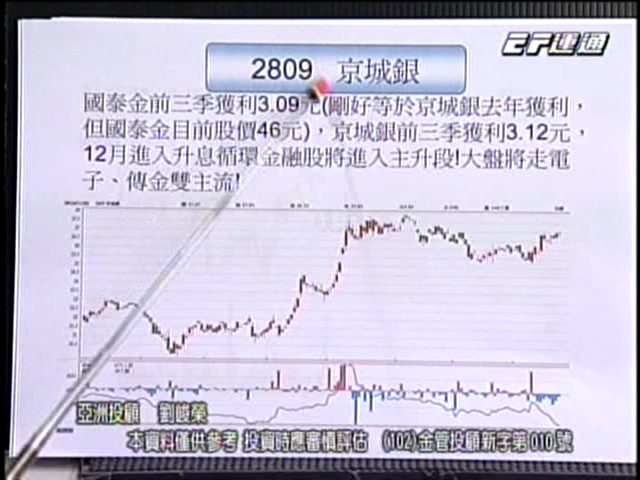 EF運通
2809 京城銀
國泰金前三季獲利3.09元(剛好等於京城銀去年獲利，
但國泰金目前股價46元)，京城銀前三季獲利3.12元，
12月進入升息循環金融股將進入主升段!大盤將走電
子、傳金雙主流!
亞洲投顧 劉峻榮
本資料僅供參考 投資時應審慎評估 (102)金管投顧新字第010號